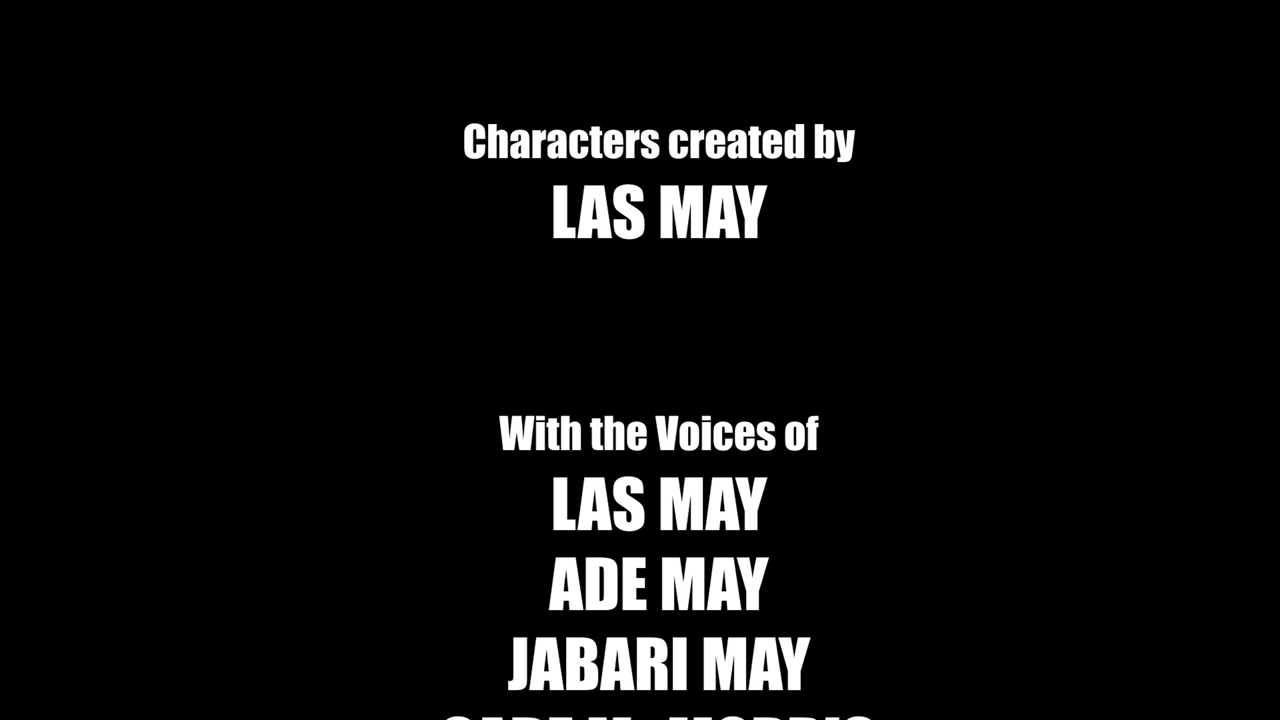 Characters created by
LAS MAY
With the Voices of
LAS MAY
ADE MAY
JABARI MAY